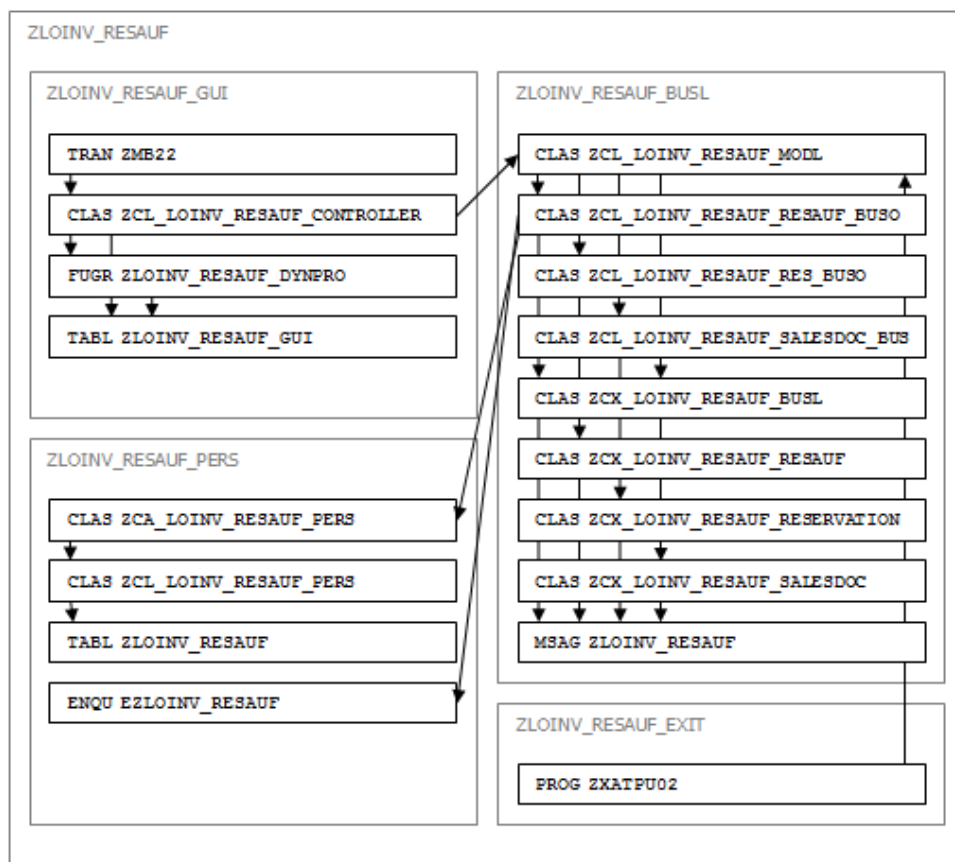 ZLOINV_RESAUF
ZLOINV_RESAUF_GUI
TRAN ZMB22
CLAS ZCL_LOINV_RESAUF_CONTROLLER
FUGR ZLOINV_RESAUF_DYNPRO
TABL ZLOINV_RESAUF_GUI
ZLOINV_RESAUF_PERS
CLAS ZCA_LOINV_RESAUF_PERS
CLAS ZCL_LOINV_RESAUF_PERS
TABL ZLOINV_RESAUF
ENQU EZLOINV_RESAUF
ZLOINV_RESAUF_BUSL
CLAS ZCL_LOINV_RESAUF_MODL
CLAS ZCL_LOINV_RESAUF_RESAUF_BUSO
CLAS ZCL_LOINV_RESAUF_RES_BUSO
CLAS ZCL_LOINV_RESAUF_SALESDOC_BUS
CLAS ZCX_LOINV_RESAUF_BUSL
CLAS ZCX_LOINV_RESAUF_RESAUF
CLAS ZCX_LOINV_RESAUF_RESERVATION
CLAS ZCX_LOINV_RESAUF_SALESDOC
MSAG ZLOINV_RESAUF
ZLOINV_RESAUF_EXIT
PROG ZXATPU02